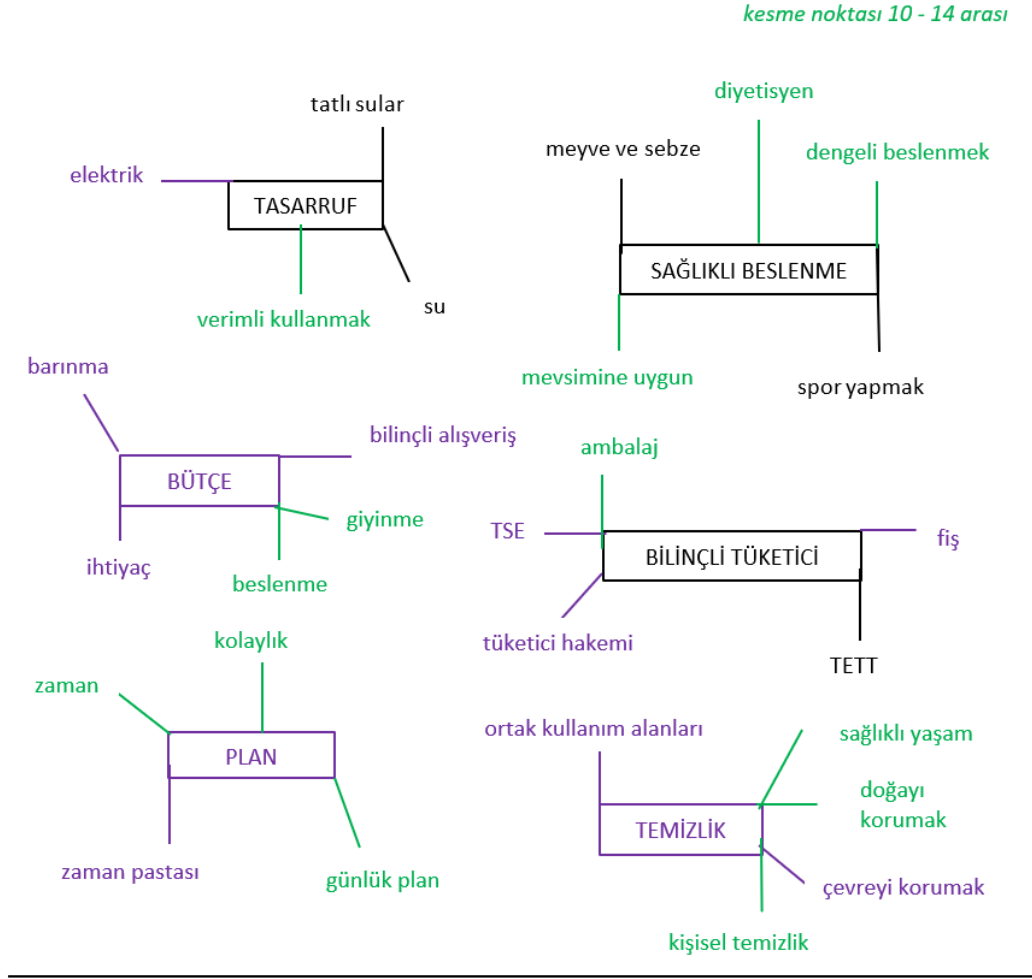 kesme noktası 10 - 14 arası
tatlı sular
elektrik
TASARRUF
su
verimli kullanmak
diyetisyen
meyve ve sebze
dengeli beslenmek
SAĞLIKLI BESLENME
mevsimine uygun
spor yapmak
barınma
bilinçli alışveriş
BÜTÇE
giyinme
ihtiyaç
beslenme
ambalaj
TSE
fiş
BİLİNÇLİ TÜKETİCİ
tüketici hakemi
TETT
kolaylık
zaman
PLAN
zaman pastası
günlük plan
ortak kullanım alanları
sağlıklı yaşam
doğayı
korumak
TEMİZLİK
çevreyi korumak
kişisel temizlik